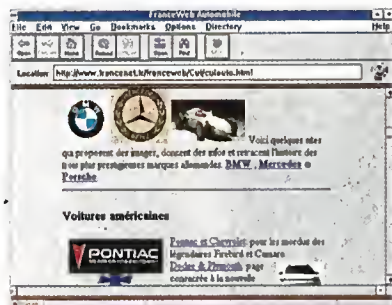 FranceWeb Automobile
File Edit View Go Bookmarks Options Directory Help
Location http://www.francenet.fr/franceweb/Cul/culauto.html
BMW
Voici quelques sites
qui proposent des images, donnent des infos et retracent l'histoire des
trois plus prestigieuses marques allemandes. BMW, Mercedes et
Porsche
Voitures américaines
PONTIAC
Pontiac et Chevrolet pour les mordus des
légendaires Firebird et Camaro
Dodge & Plymouth page
consacrée à la nouvelle